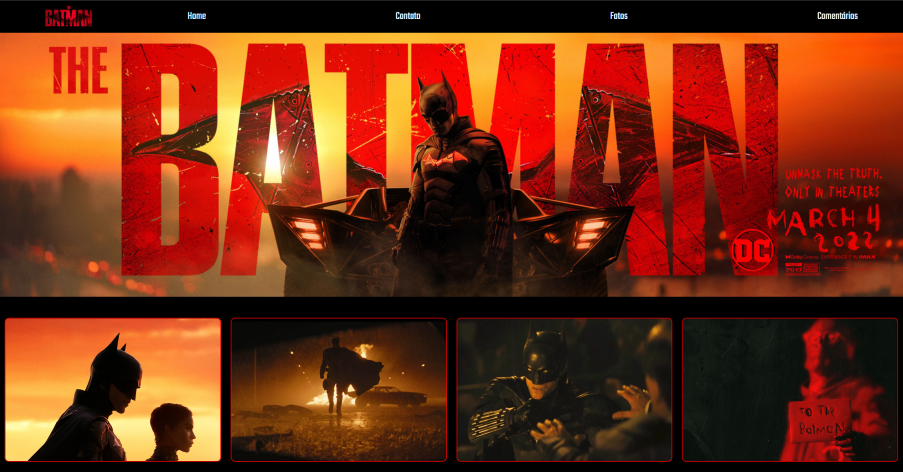 BATMAN
Home
Contato
Fotos
Comentários
THE
BATMAN
UNMASK THE TRUTH.
ONLY IN THEATERS
MARCH 4
2022
DC
TO THE
BATMAN